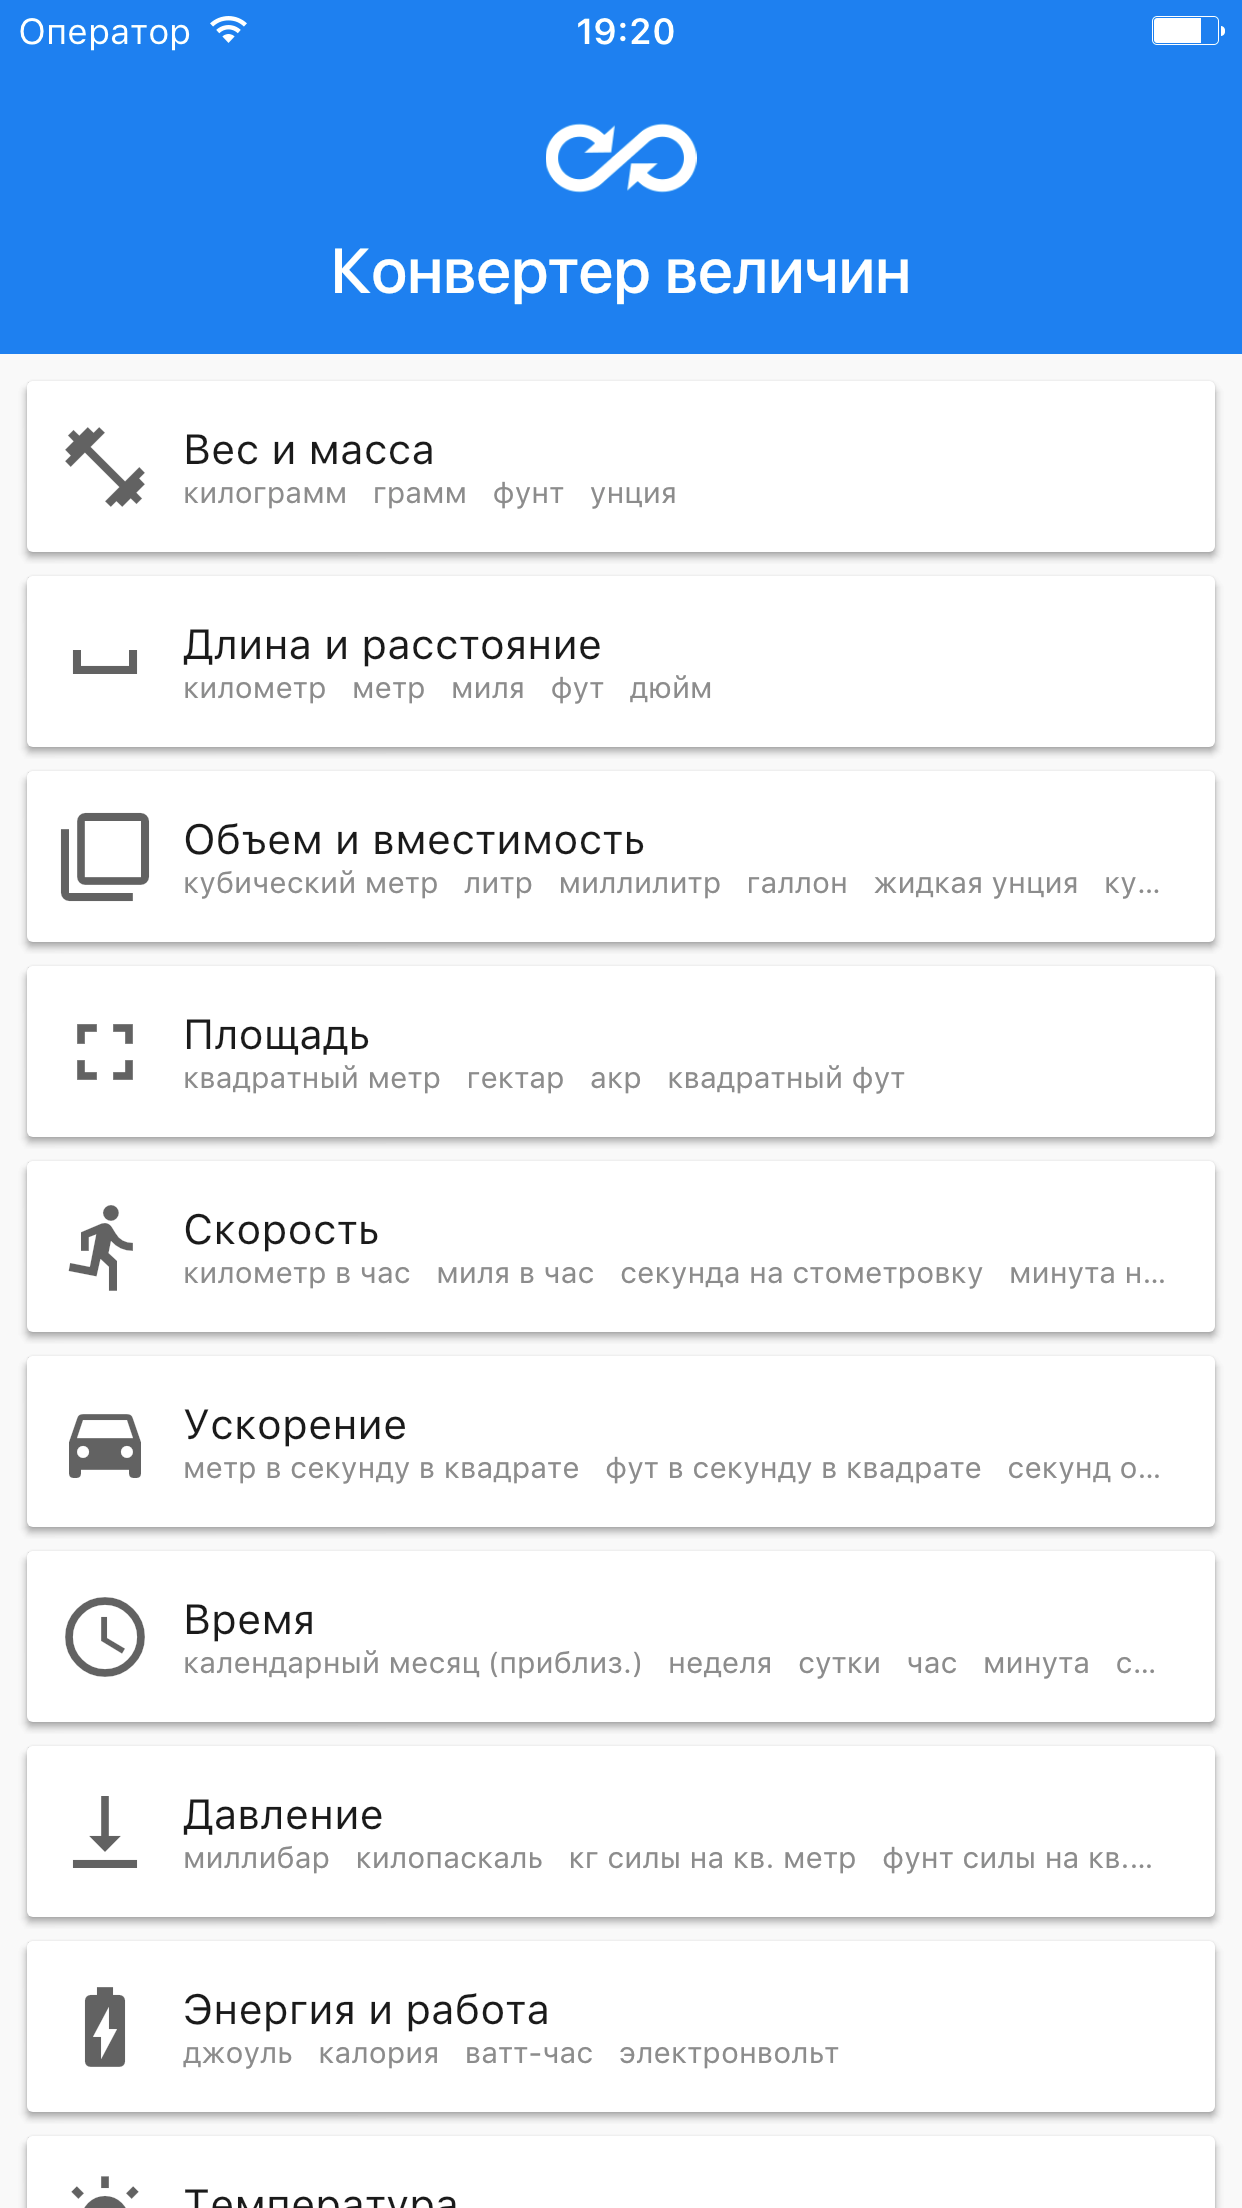 Оператор 19:20
Конвертер величин
Вес и масса
килограмм грамм фунт унция
Длина и расстояние
километр метр миля фут дюйм
Объем и вместимость
кубический метр литр миллилитр галлон жидкая унция ку...
Площадь
квадратный метр гектар акр квадратный фут
Скорость
километр в час миля в час секунда на стометровку минута н...
Ускорение
метр в секунду в квадрате фут в секунду в квадрате секунд о...
Время
календарный месяц (приблиз.) неделя сутки час минута с...
Давление
миллибар килопаскаль кг силы на кв. метр фунт силы на кв....
Энергия и работа
джоуль калория ватт-час электронвольт
Температура